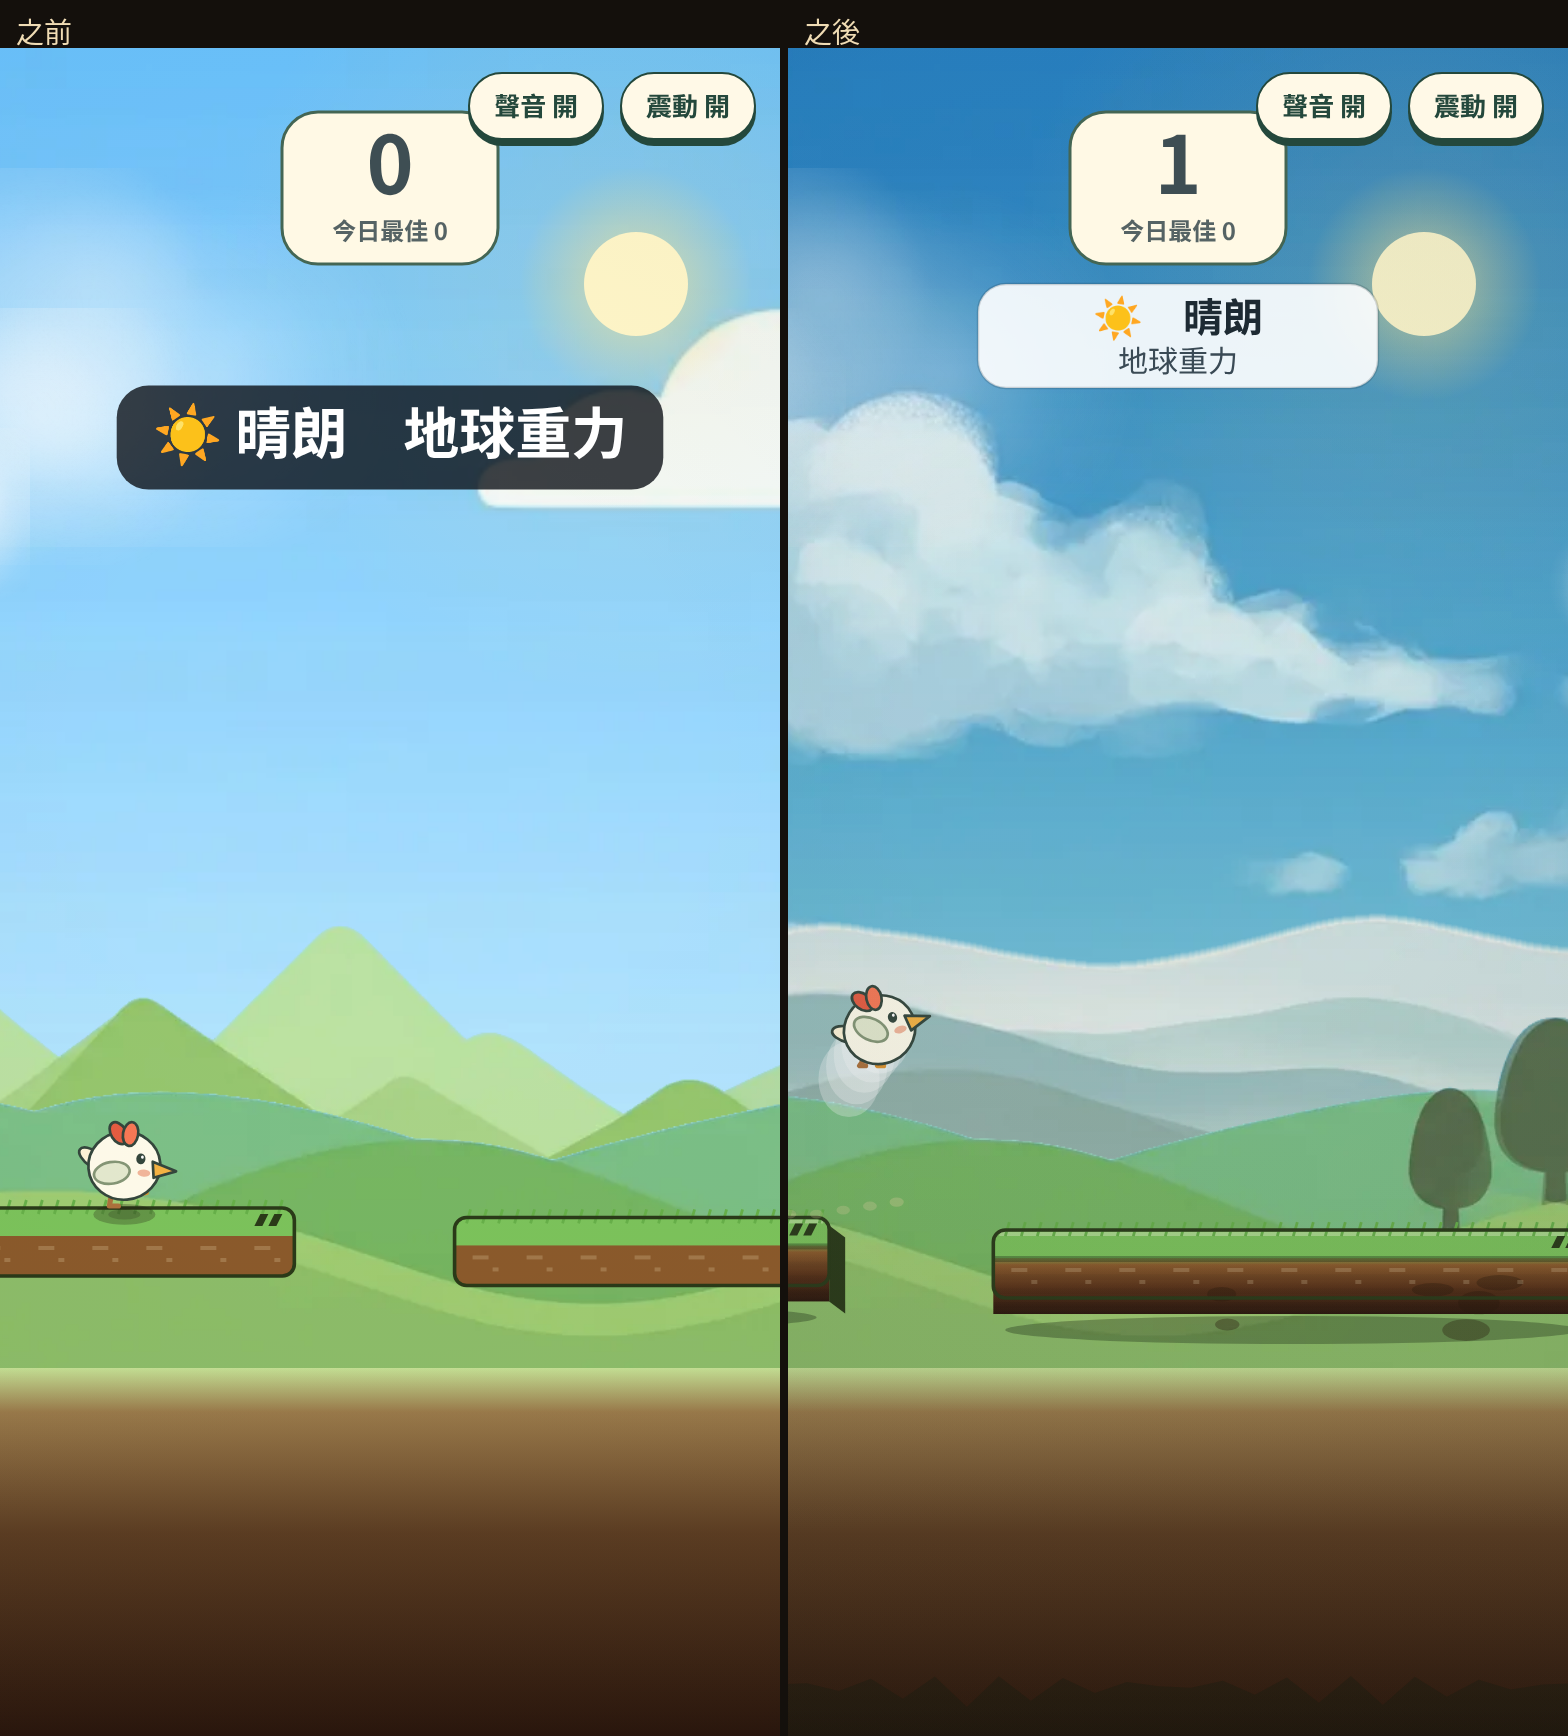 之前
聲音 開
震動 開
0
今日最佳 0
晴朗 地球重力
之後
聲音 開
震動 開
1
今日最佳 0
晴朗
地球重力